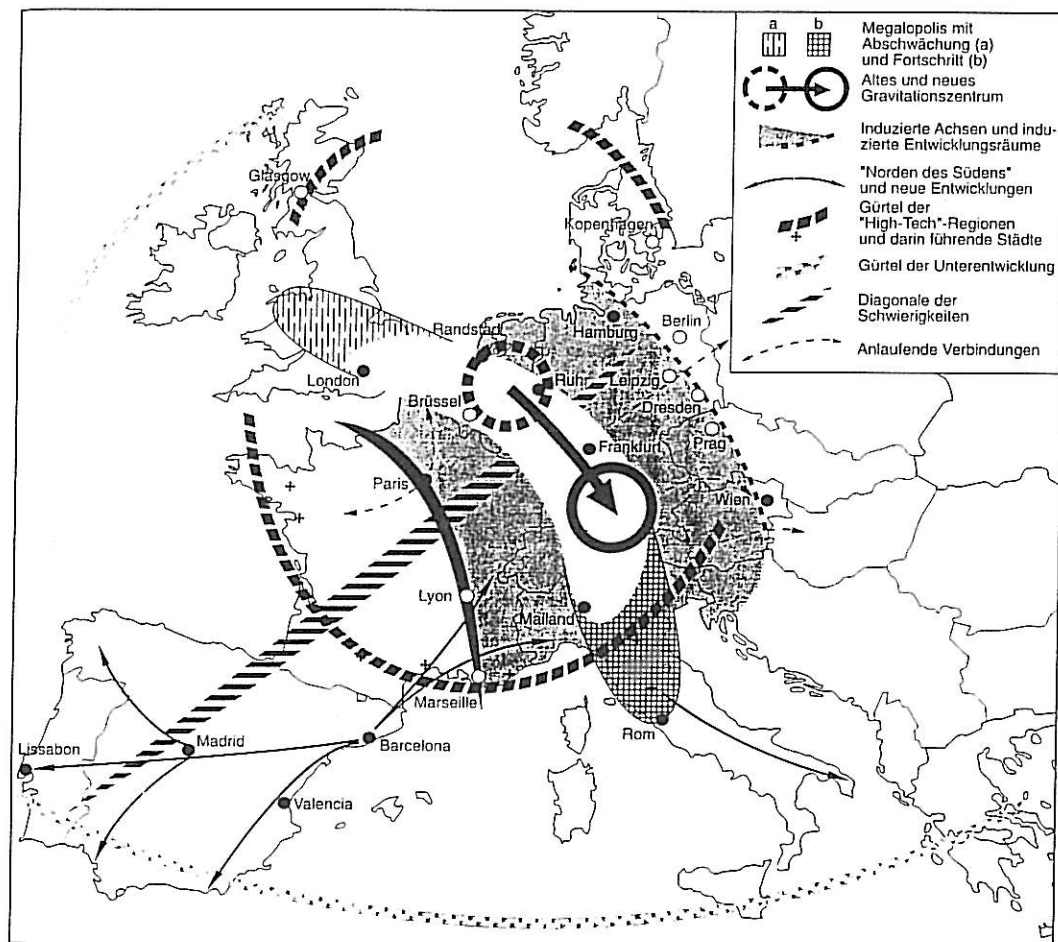 a b
Megalopolis mit
Abschwächung (a)
und Fortschritt (b)
Altes und neues
Gravitationszentrum
Induzierte Achsen und indu-
zierte Entwicklungsräume
"Norden des Südens"
und neue Entwicklungen
Gürtel der
"High-Tech"-Regionen
und darin führende Städte
Gürtel der Unterentwicklung
Diagonale der
Schwierigkeiten
Anlaufende Verbindungen
Glasgow
Kopenhagen
Randstad
Hamburg
Berlin
London
Ruhr
Leipzig
Brüssel
Dresden
Frankfurt
Prag
Paris
Wien
Lyon
Mailand
Marseille
Rom
Madrid
Barcelona
Lissabon
Valencia